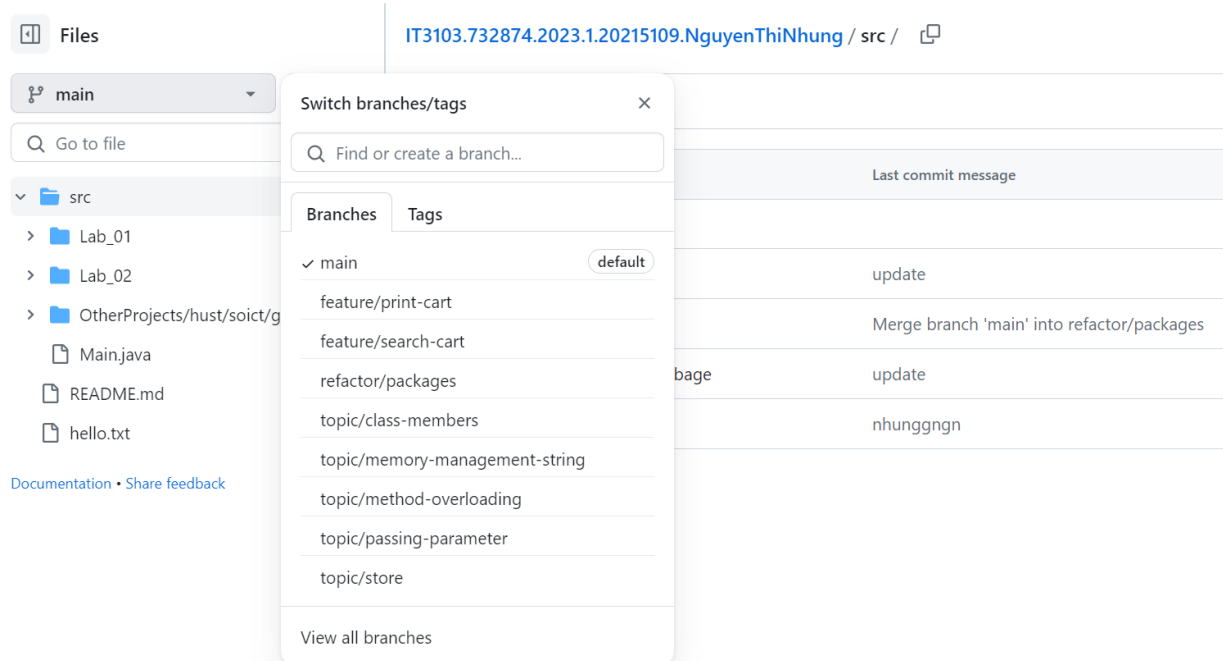 Files
IT3103.732874.2023.1.20215109.NguyenThiNhung / src /
main
Go to file
src
Lab_01
Lab_02
OtherProjects/hust/soict/g
Main.java
README.md
hello.txt
Documentation • Share feedback
Switch branches/tags
Find or create a branch...
Branches Tags
main default
feature/print-cart
feature/search-cart
refactor/packages
topic/class-members
topic/memory-management-string
topic/method-overloading
topic/passing-parameter
topic/store
View all branches
Last commit message
update
Merge branch 'main' into refactor/packages
bage update
nhunggngn